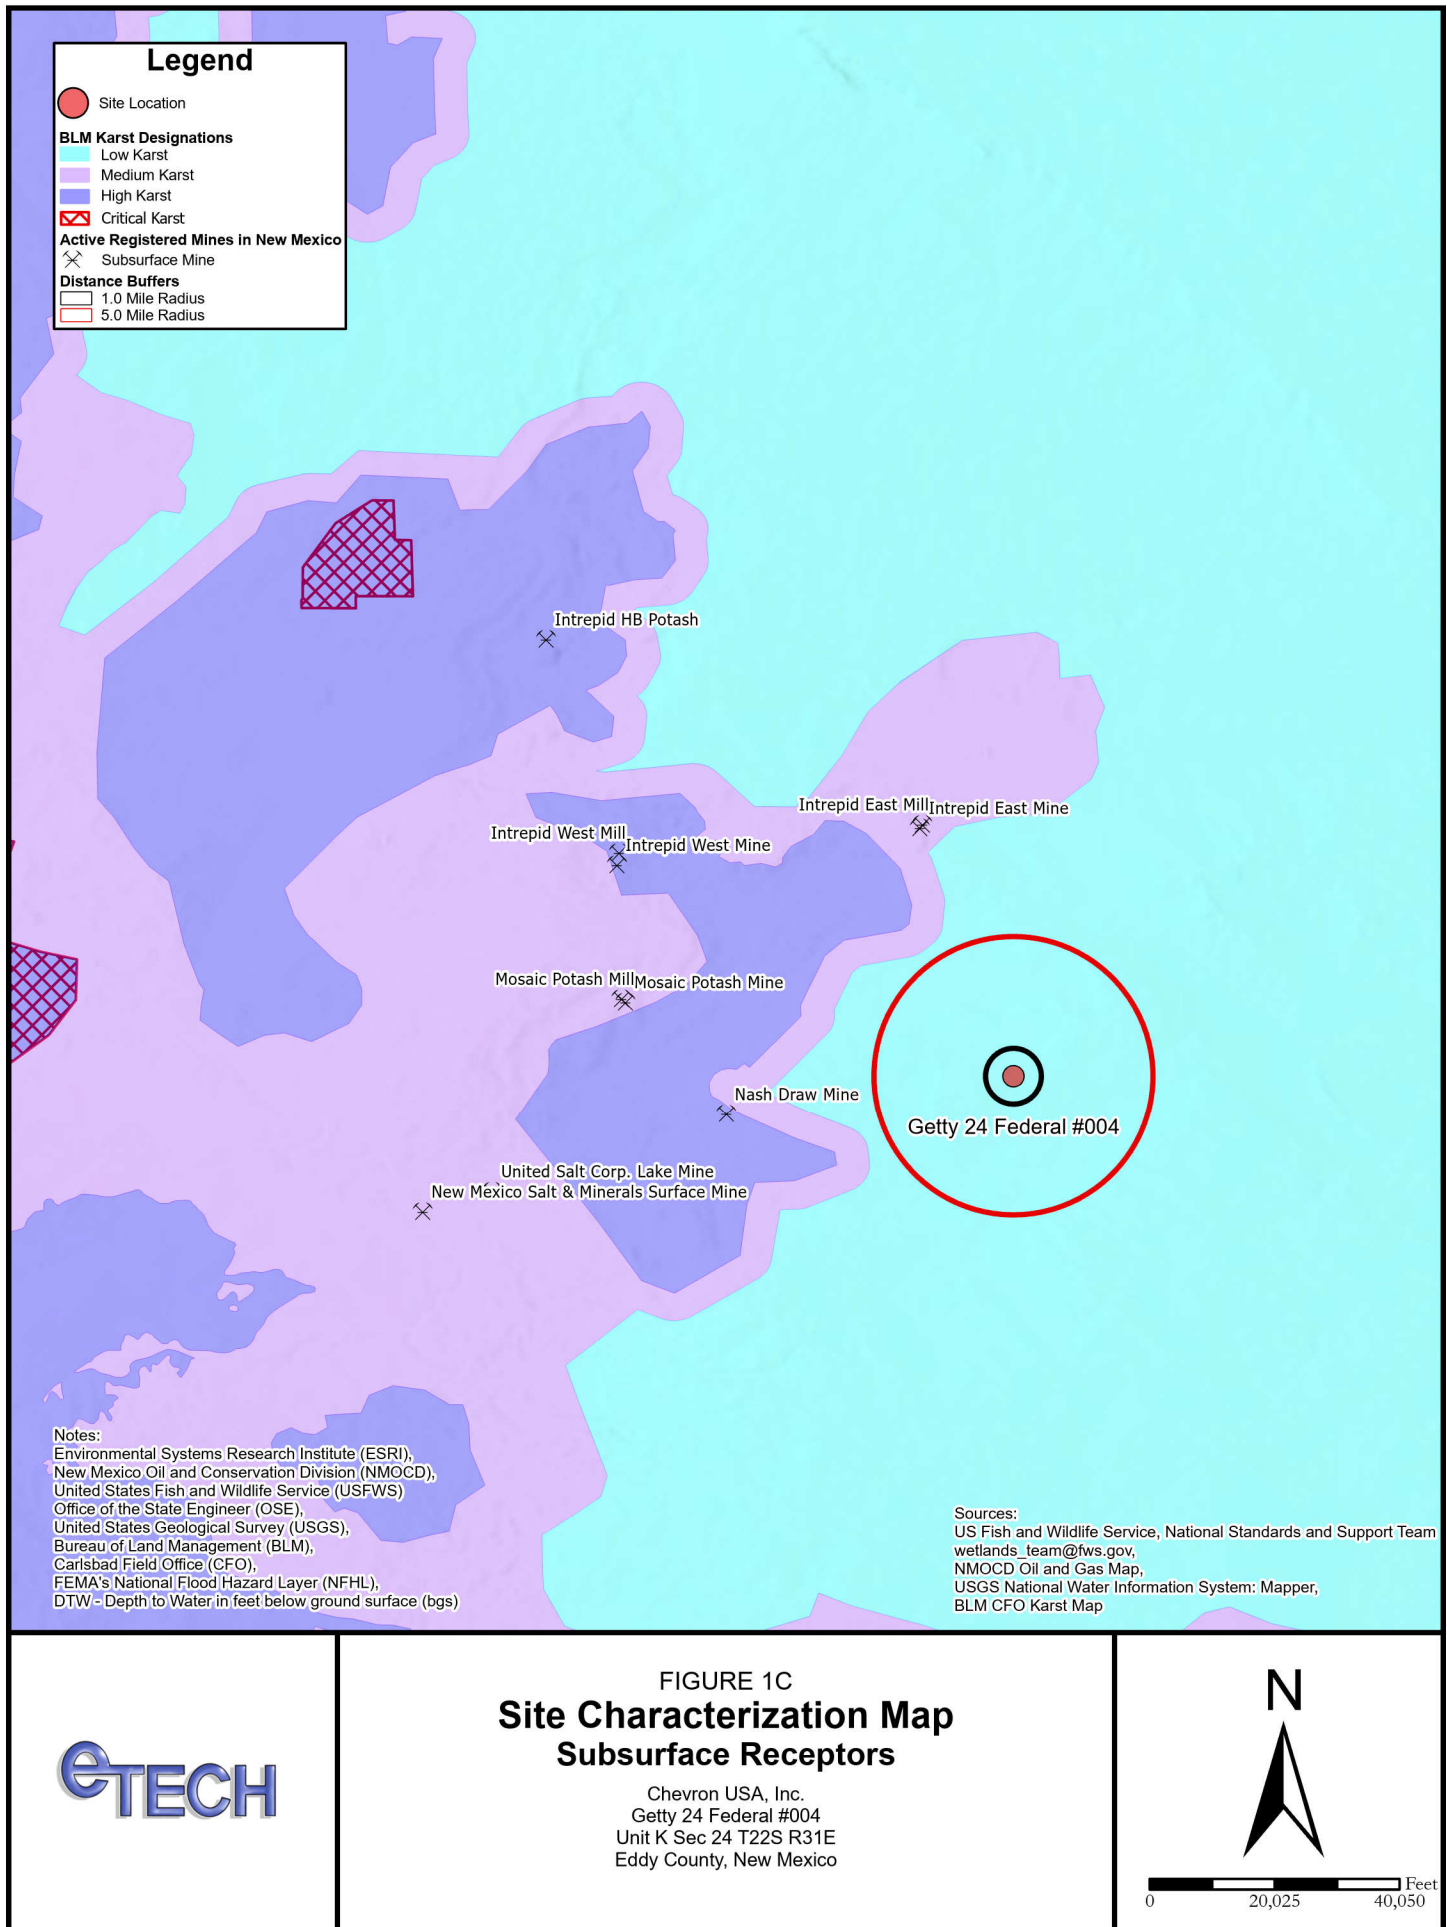 Legend
Site Location
BLM Karst Designations
Low Karst
Medium Karst
High Karst
Critical Karst
Active Registered Mines in New Mexico
Subsurface Mine
Distance Buffers
1.0 Mile Radius
5.0 Mile Radius
Intrepid HB Potash
Intrepid East Mill
Intrepid East Mine
Intrepid West Mill
Intrepid West Mine
Mosaic Potash Mill
Mosaic Potash Mine
Nash Draw Mine
Getty 24 Federal #004
United Salt Corp. Lake Mine
New Mexico Salt & Minerals Surface Mine
Notes:
Environmental Systems Research Institute (ESRI),
New Mexico Oil and Conservation Division (NMOCD),
United States Fish and Wildlife Service (USFWS)
Office of the State Engineer (OSE),
United States Geological Survey (USGS),
Bureau of Land Management (BLM),
Carlsbad Field Office (CFO),
FEMA's National Flood Hazard Layer (NFHL),
DTW - Depth to Water in feet below ground surface (bgs)
Sources:
US Fish and Wildlife Service, National Standards and Support Team
wetlands_team@fws.gov,
NMOCD Oil and Gas Map,
USGS National Water Information System: Mapper,
BLM CFO Karst Map
eTECH
FIGURE 1C
Site Characterization Map
Subsurface Receptors
Chevron USA, Inc.
Getty 24 Federal #004
Unit K Sec 24 T22S R31E
Eddy County, New Mexico
N
Feet
0 20,025 40,050